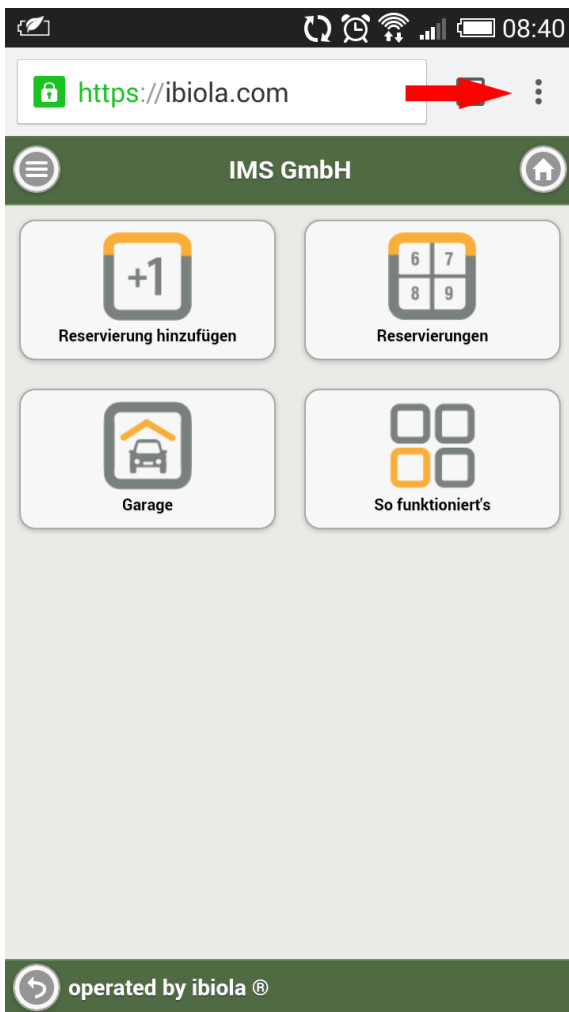 08:40
https://ibiola.com
IMS GmbH
+1
Reservierung hinzufügen
6 7
8 9
Reservierungen
Garage
So funktioniert's
operated by ibiola ®